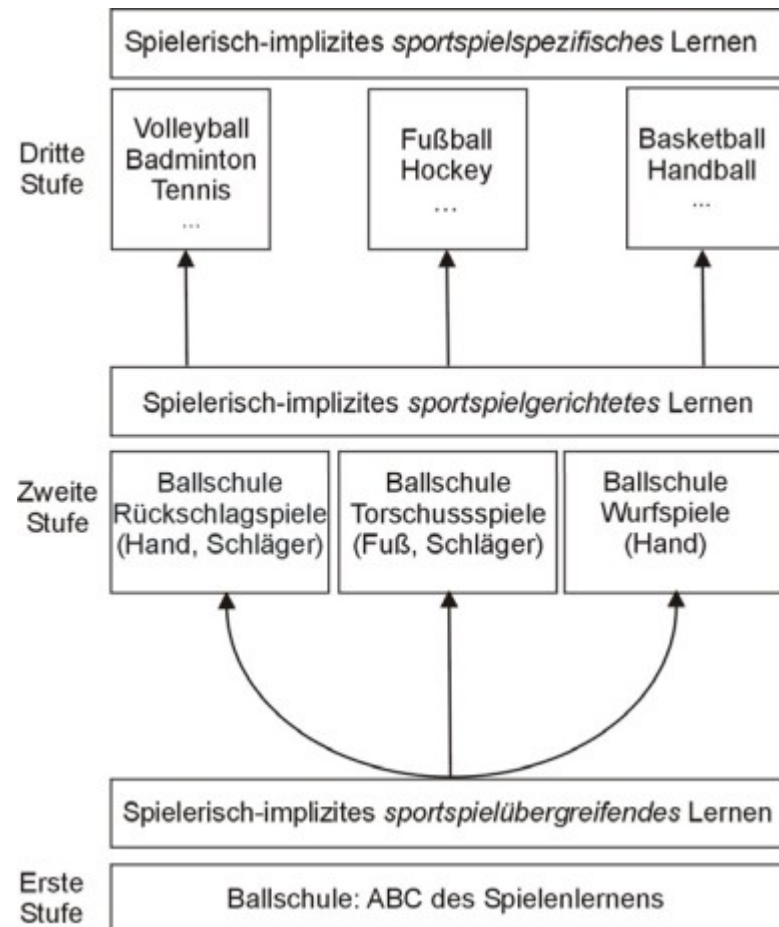 Spielerisch-implizites sportspielspezifisches Lernen
Dritte
Stufe
Volleyball
Badminton
Tennis
...
Fußball
Hockey
...
Basketball
Handball
...
Spielerisch-implizites sportspielgerichtetes Lernen
Zweite
Stufe
Ballschule
Rückschlagspiele
(Hand, Schläger)
Ballschule
Torschussspiele
(Fuß, Schläger)
Ballschule
Wurfspiele
(Hand)
Spielerisch-implizites sportspielübergreifendes Lernen
Erste
Stufe
Ballschule: ABC des Spielenlernens